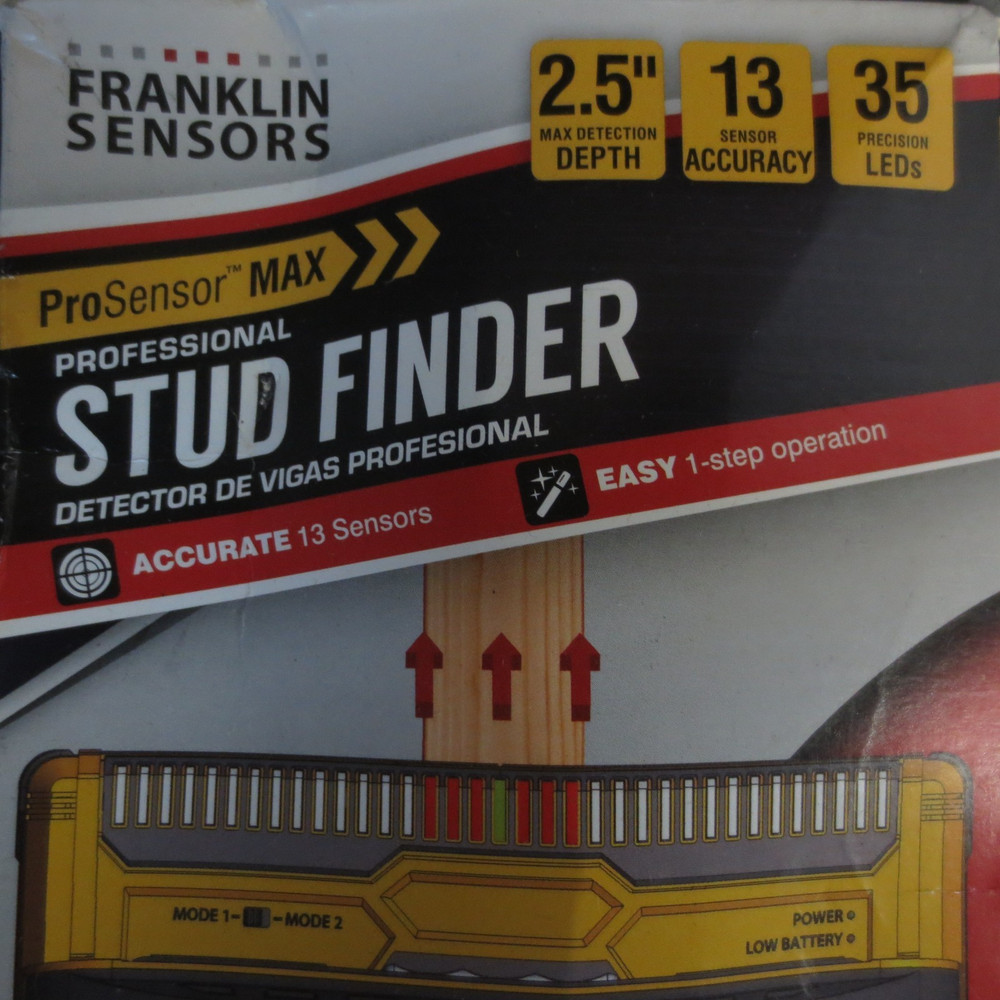 FRANKLIN
SENSORS
2.5"
MAX DETECTION
DEPTH
13
SENSOR
ACCURACY
35
PRECISION
LEDs
ProSensor™ MAX
PROFESSIONAL
STUD FINDER
DETECTOR DE VIGAS PROFESIONAL
ACCURATE 13 Sensors
EASY 1-step operation
MODE 1 - - MODE 2
POWER
LOW BATTERY